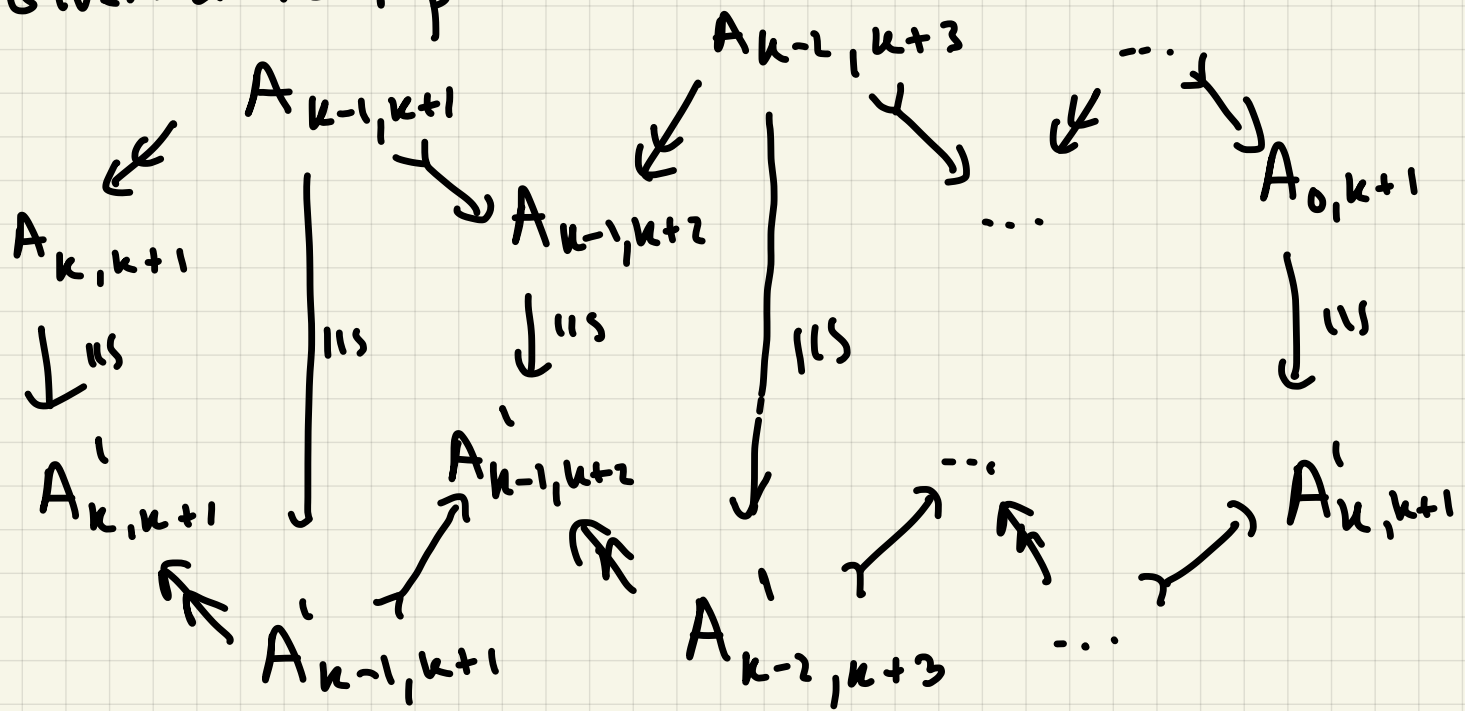 A_{k-2,k+3} ...
A_{k-1,k+1}
A_{0,k+1}
A_{k,k+1} A_{k-1,k+2} ...
≀≀S ≀≀S ≀≀S ≀≀S ≀≀S
A'_{k,k+1} A'_{k-1,k+2} ... A'_{k,k+1}
A'_{k-1,k+1} A'_{k-2,k+3} ...